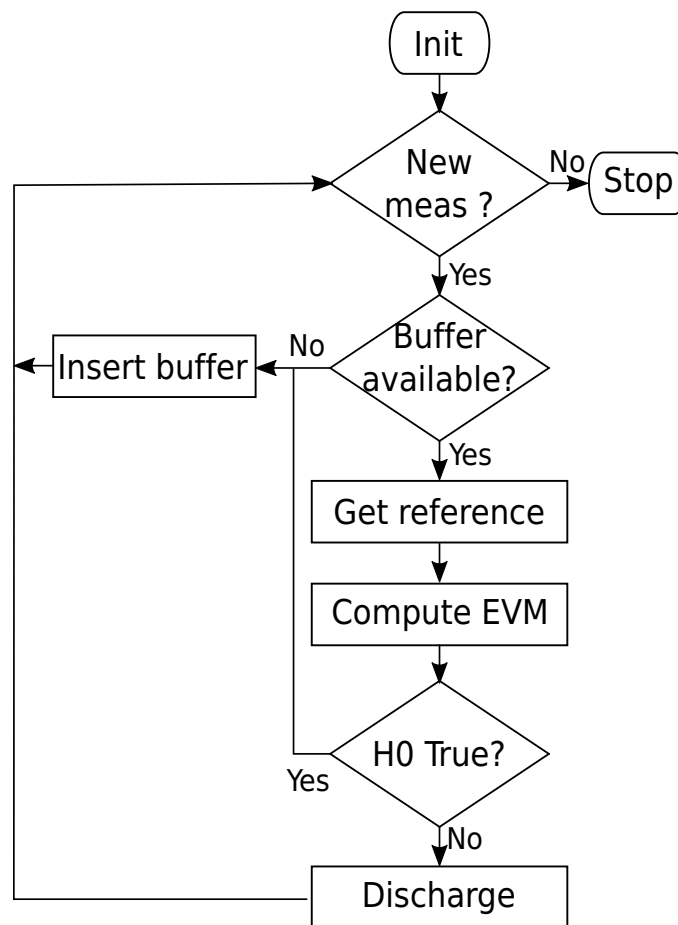 Init
New
meas ?
No
Stop
Yes
Buffer
available?
No
Insert buffer
Yes
Get reference
Compute EVM
H0 True?
Yes
No
Discharge